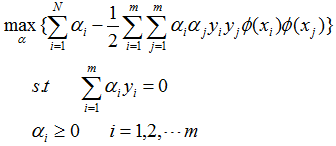 max_α {∑_{i=1}^{N} α_i − 1/2 ∑_{i=1}^{m} ∑_{j=1}^{m} α_i α_j y_i y_j ϕ(x_i)ϕ(x_j)}
s.t ∑_{i=1}^{m} α_i y_i = 0
α_i ≥ 0 i = 1,2,⋯m